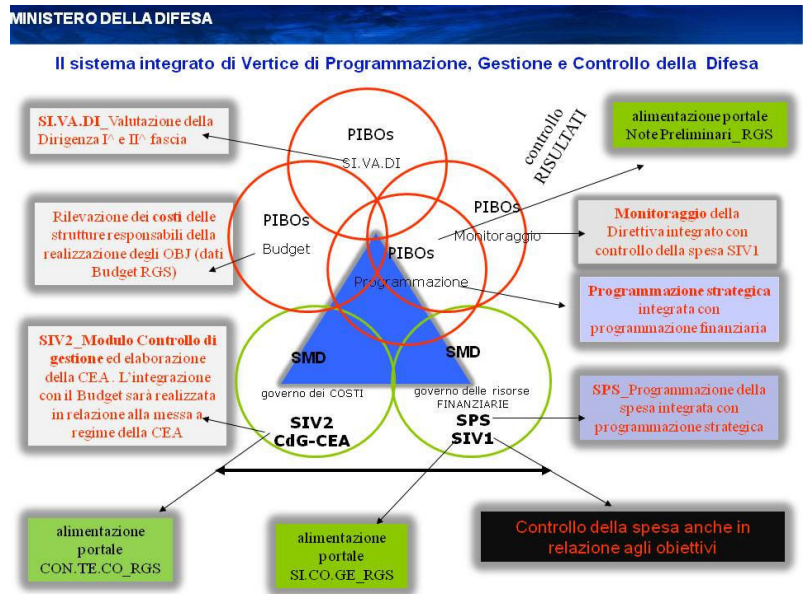 MINISTERO DELLA DIFESA
Il sistema integrato di Vertice di Programmazione, Gestione e Controllo della Difesa
SI.VA.DI_Valutazione della
Dirigenza I^ e II^ fascia
PIBOs
SI.VA.DI
controllo
RISULTATI
alimentazione portale
Note Preliminari_RGS
Rilevazione dei costi delle
strutture responsabili della
realizzazione degli OBJ (dati
Budget RGS)
PIBOs
Budget
PIBOs
Monitoraggio
PIBOs
Programmazione
Monitoraggio della
Direttiva integrato con
controllo della spesa SIV1
Programmazione strategica
integrata con
programmazione finanziaria
SIV2_Modulo Controllo di
gestione ed elaborazione
della CEA . L'integrazione
con il Budget sarà realizzata
in relazione alla messa a
regime della CEA
SMD
governo dei COSTI
SIV2
CdG-CEA
SMD
governo delle risorse
FINANZIARIE
SPS
SIV1
SPS_Programmazione della
spesa integrata con
programmazione strategica
alimentazione
portale
CON.TE.CO_RGS
alimentazione
portale
SI.CO.GE_RGS
Controllo della spesa anche in
relazione agli obiettivi